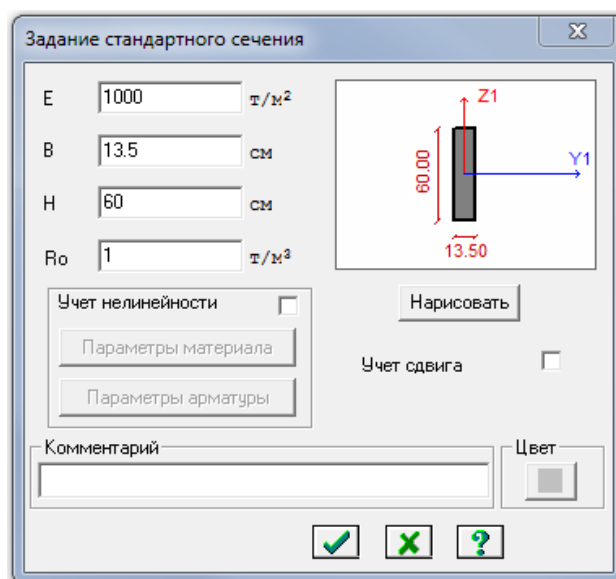 Задание стандартного сечения
E 1000 т/м²
B 13.5 см
H 60 см
Ro 1 т/м³
Z1
Y1
60.00
13.50
Учет нелинейности
Параметры материала
Параметры арматуры
Нарисовать
Учет сдвига
Комментарий
Цвет
?